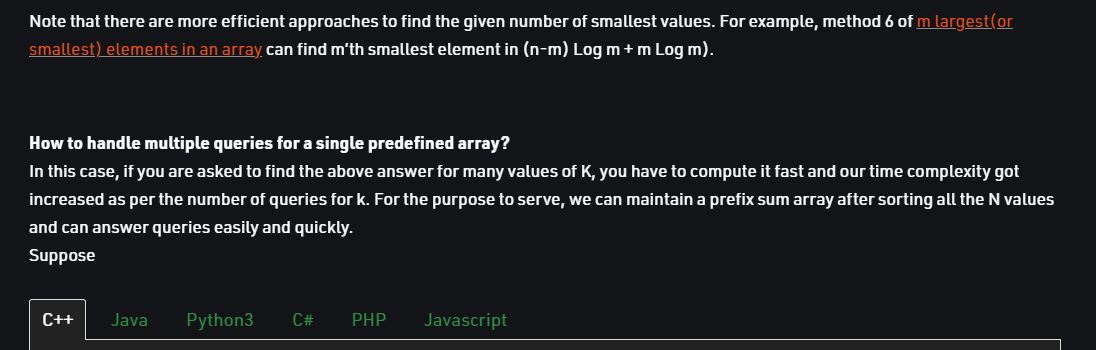 Note that there are more efficient approaches to find the given number of smallest values. For example, method 6 of m largest(or
smallest) elements in an array can find m'th smallest element in (n-m) Log m + m Log m).
How to handle multiple queries for a single predefined array?
In this case, if you are asked to find the above answer for many values of K, you have to compute it fast and our time complexity got
increased as per the number of queries for k. For the purpose to serve, we can maintain a prefix sum array after sorting all the N values
and can answer queries easily and quickly.
Suppose
C++ Java Python3 C# PHP Javascript